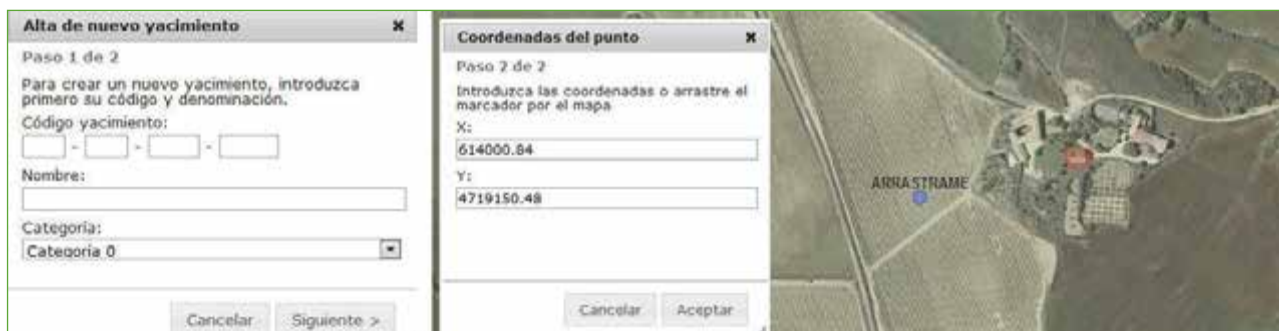 Alta de nuevo yacimiento
Paso 1 de 2
Para crear un nuevo yacimiento, introduzca
primero su código y denominación.
Código yacimiento:
- - -
Nombre:
Categoría:
Categoría 0
Cancelar Siguiente >
Coordenadas del punto
Paso 2 de 2
Introduzca las coordenadas o arrastre el
marcador por el mapa
X:
614000.84
Y:
4719150.48
Cancelar Aceptar
ARRASTRAME